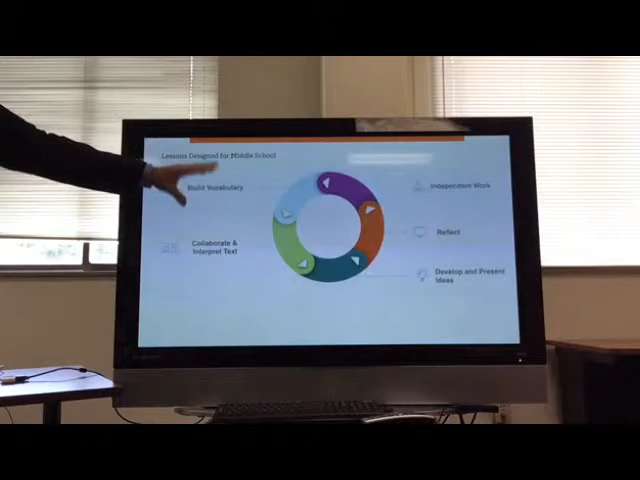 Lessons Designed for Middle School
Build Vocabulary
Collaborate &
Interpret Text
Independent Work
Reflect
Develop and Present
Ideas